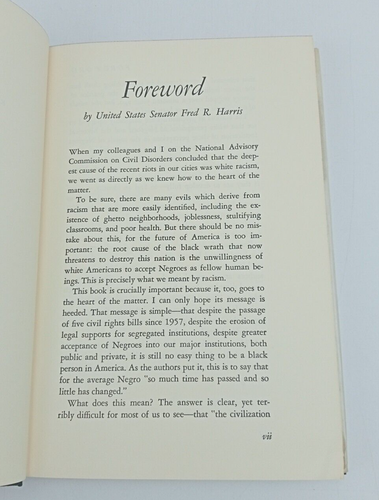 Foreword
by United States Senator Fred R. Harris
When my colleagues and I on the National Advisory
Commission on Civil Disorders concluded that the deep-
est cause of the recent riots in our cities was white racism,
we went as directly as we knew how to the heart of the
matter.
To be sure, there are many evils which derive from
racism that are more easily identified, including the ex-
istence of ghetto neighborhoods, joblessness, stultifying
classrooms, and poor health. But there should be no mis-
take about this, for the future of America is too im-
portant: the root cause of the black wrath that now
threatens to destroy this nation is the unwillingness of
white Americans to accept Negroes as fellow human be-
ings. This is precisely what we meant by racism.
This book is crucially important because it, too, goes to
the heart of the matter. I can only hope its message is
heeded. That message is simple—that despite the passage
of five civil rights bills since 1957, despite the erosion of
legal supports for segregated institutions, despite greater
acceptance of Negroes into our major institutions, both
public and private, it is still no easy thing to be a black
person in America. As the authors put it, this is to say that
for the average Negro "so much time has passed and so
little has changed."
What does this mean? The answer is clear, yet ter-
ribly difficult for most of us to see—that "the civilization
vii